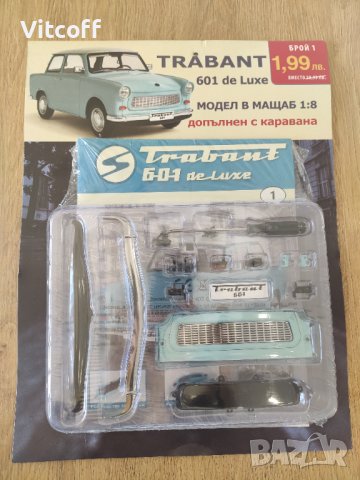 Vitcoff
TRABANT
601 de Luxe
БРОЙ 1
1,99 лв.
МОДЕЛ В МАЩАБ 1:8
допълнен с каравана
Trabant
601 de luxe
1
Trabant
601
BAZAR